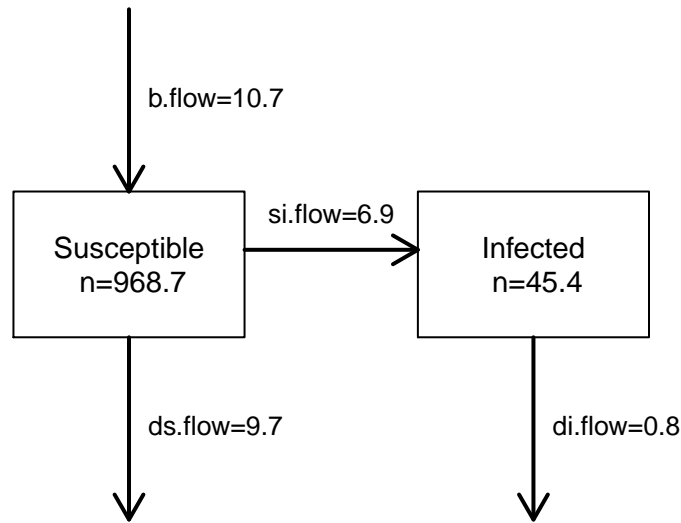 b.flow=10.7
si.flow=6.9
Susceptible
n=968.7
Infected
n=45.4
ds.flow=9.7
di.flow=0.8